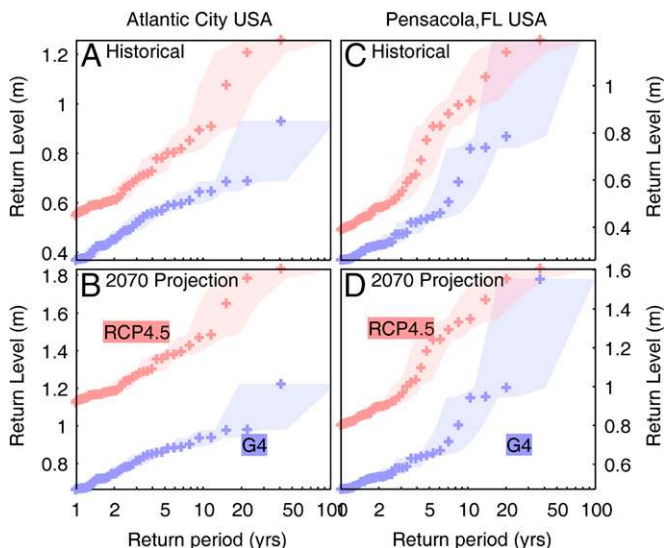 Atlantic City USA
Pensacola,FL USA
A Historical
C Historical
Return Level (m)
1.2
1
0.8
0.6
0.4
1
0.8
0.6
0.4
Return Level (m)
B 2070 Projection
D 2070 Projection
RCP4.5
RCP4.5
G4
G4
Return Level (m)
1.8
1.6
1.4
1.2
1
0.8
1.6
1.4
1.2
1
0.8
0.6
Return Level (m)
1 2 5 10 20 50 100
1 2 5 10 20 50 100
Return period (yrs)
Return period (yrs)